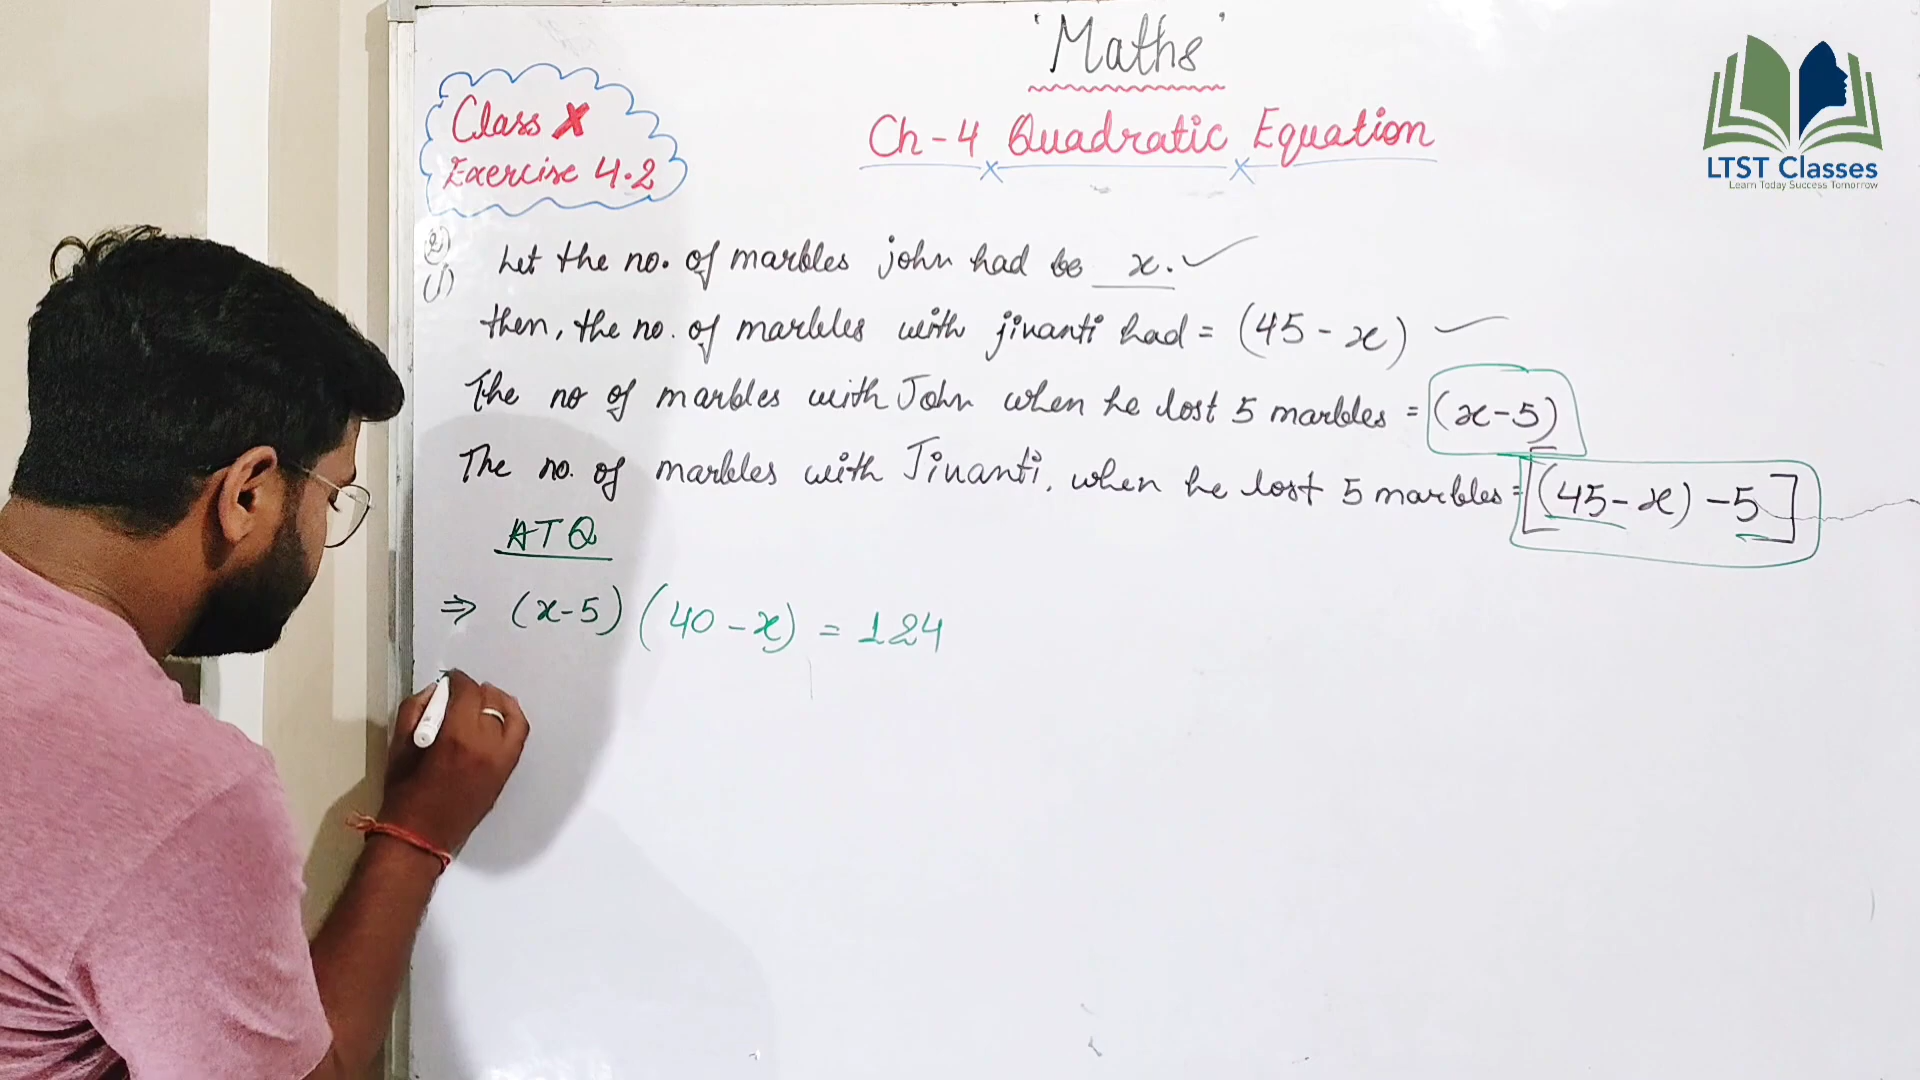 'Maths'
Class X
Exercise 4.2
Ch-4 Quadratic Equation
LTST Classes
Learn Today Success Tomorrow
2)
(i)
Let the no. of marbles john had be x.
then, the no. of marbles with jivanti had = (45 - x)
The no of marbles with John when he lost 5 marbles = (x-5)
The no. of marbles with Jivanti, when he lost 5 marbles = [(45-x) -5]
ATQ
⇒ (x-5) (40-x) = 124